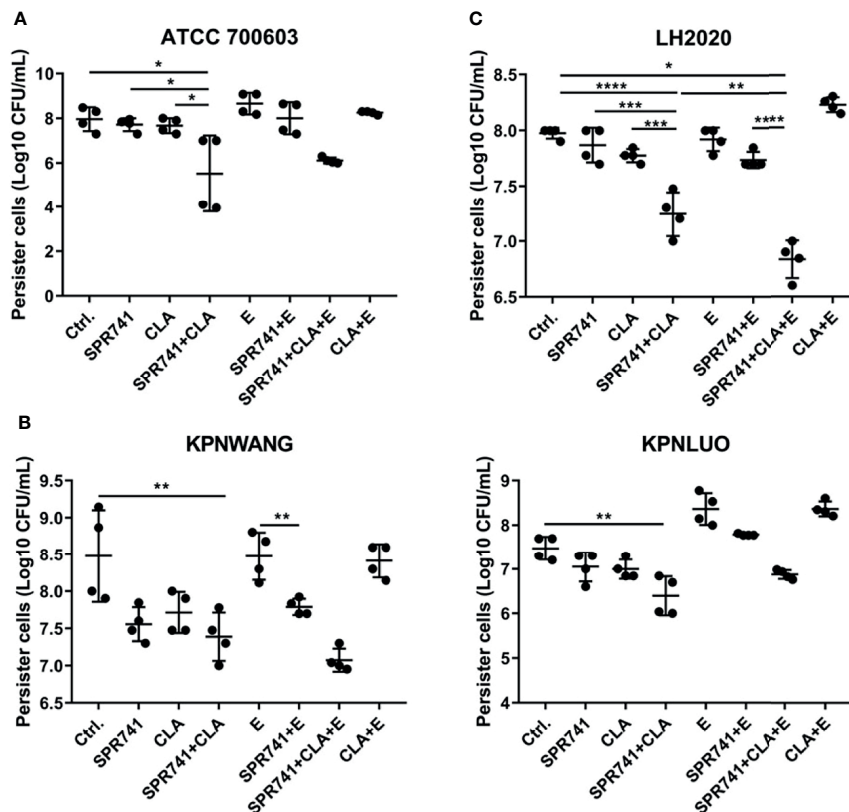 A
ATCC 700603
Persister cells (Log10 CFU/mL)
10
8
6
4
2
0
*
*
*
Ctrl.
SPR741
CLA
SPR741+CLA
E
SPR741+E
SPR741+CLA+E
CLA+E
C
LH2020
Persister cells (Log10 CFU/mL)
8.5
8.0
7.5
7.0
6.5
*
**** **
***
*** ****
Ctrl.
SPR741
CLA
SPR741+CLA
E
SPR741+E
SPR741+CLA+E
CLA+E
B
KPNWANG
Persister cells (Log10 CFU/mL)
9.5
9.0
8.5
8.0
7.5
7.0
6.5
**
**
Ctrl.
SPR741
CLA
SPR741+CLA
E
SPR741+E
SPR741+CLA+E
CLA+E
KPNLUO
Persister cells (Log10 CFU/mL)
9
8
7
6
5
4
**
Ctrl.
SPR741
CLA
SPR741+CLA
E
SPR741+E
SPR741+CLA+E
CLA+E